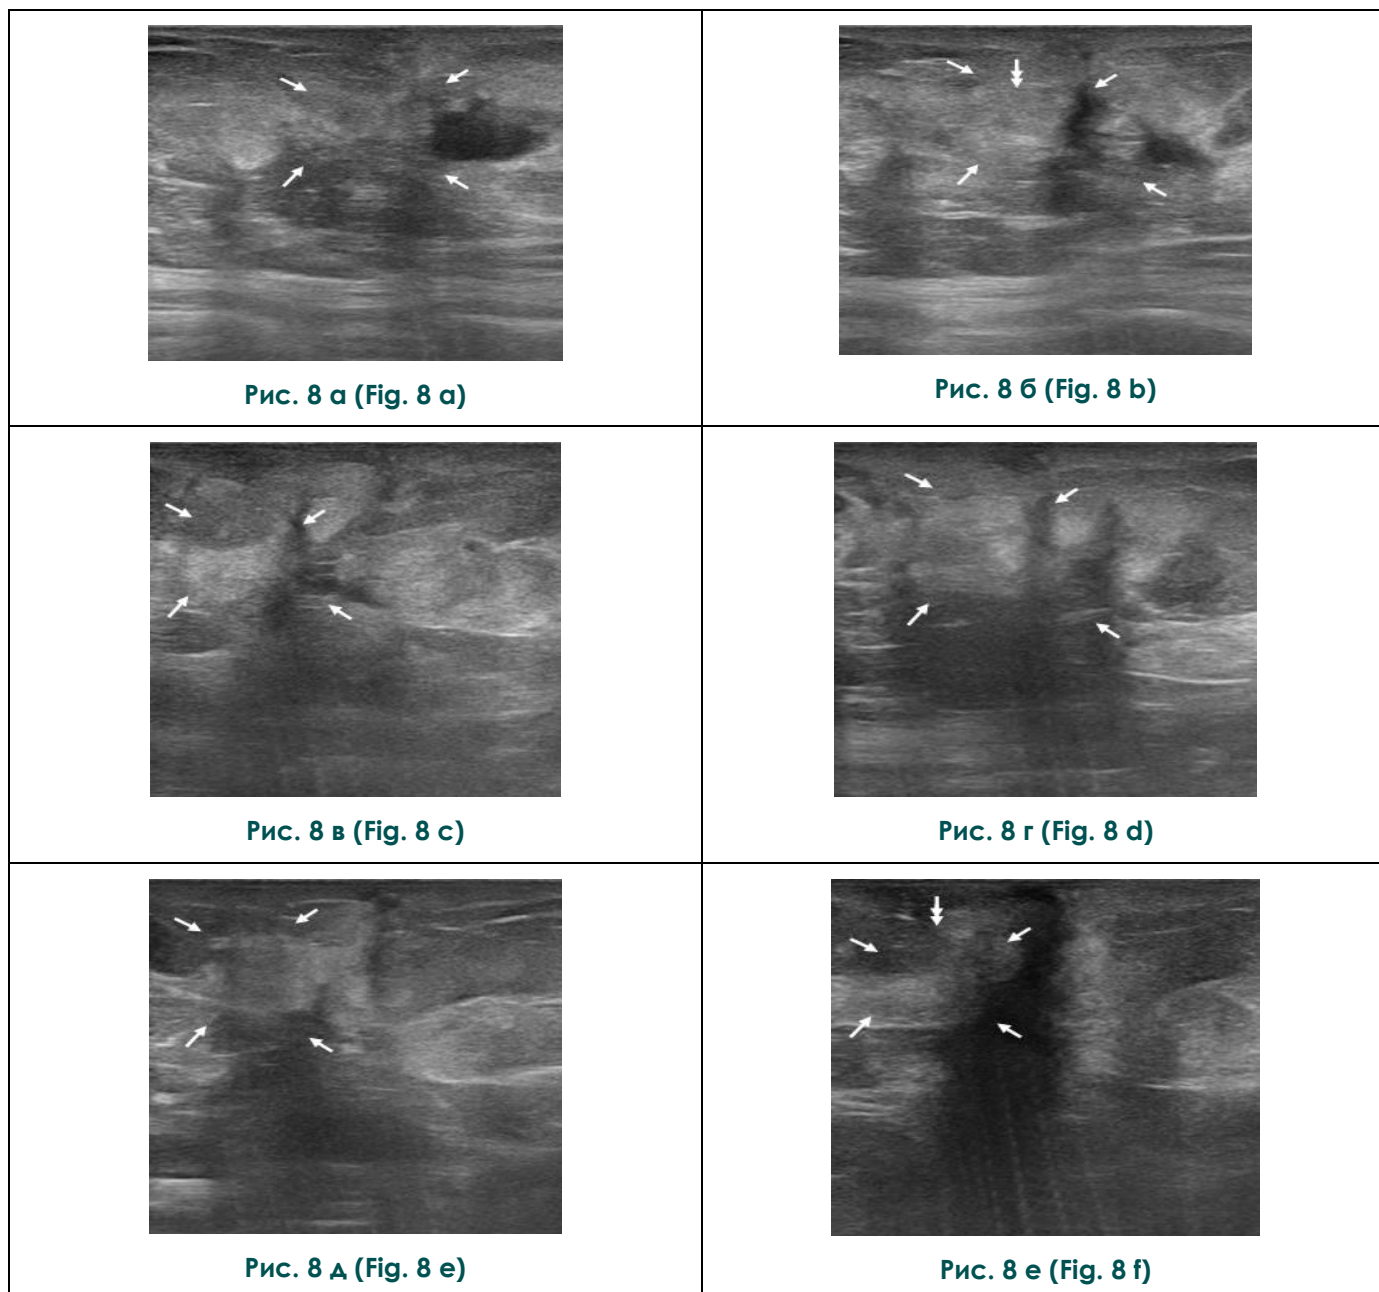 Рис. 8 а (Fig. 8 a)
Рис. 8 б (Fig. 8 b)
Рис. 8 в (Fig. 8 c)
Рис. 8 г (Fig. 8 d)
Рис. 8 д (Fig. 8 e)
Рис. 8 е (Fig. 8 f)